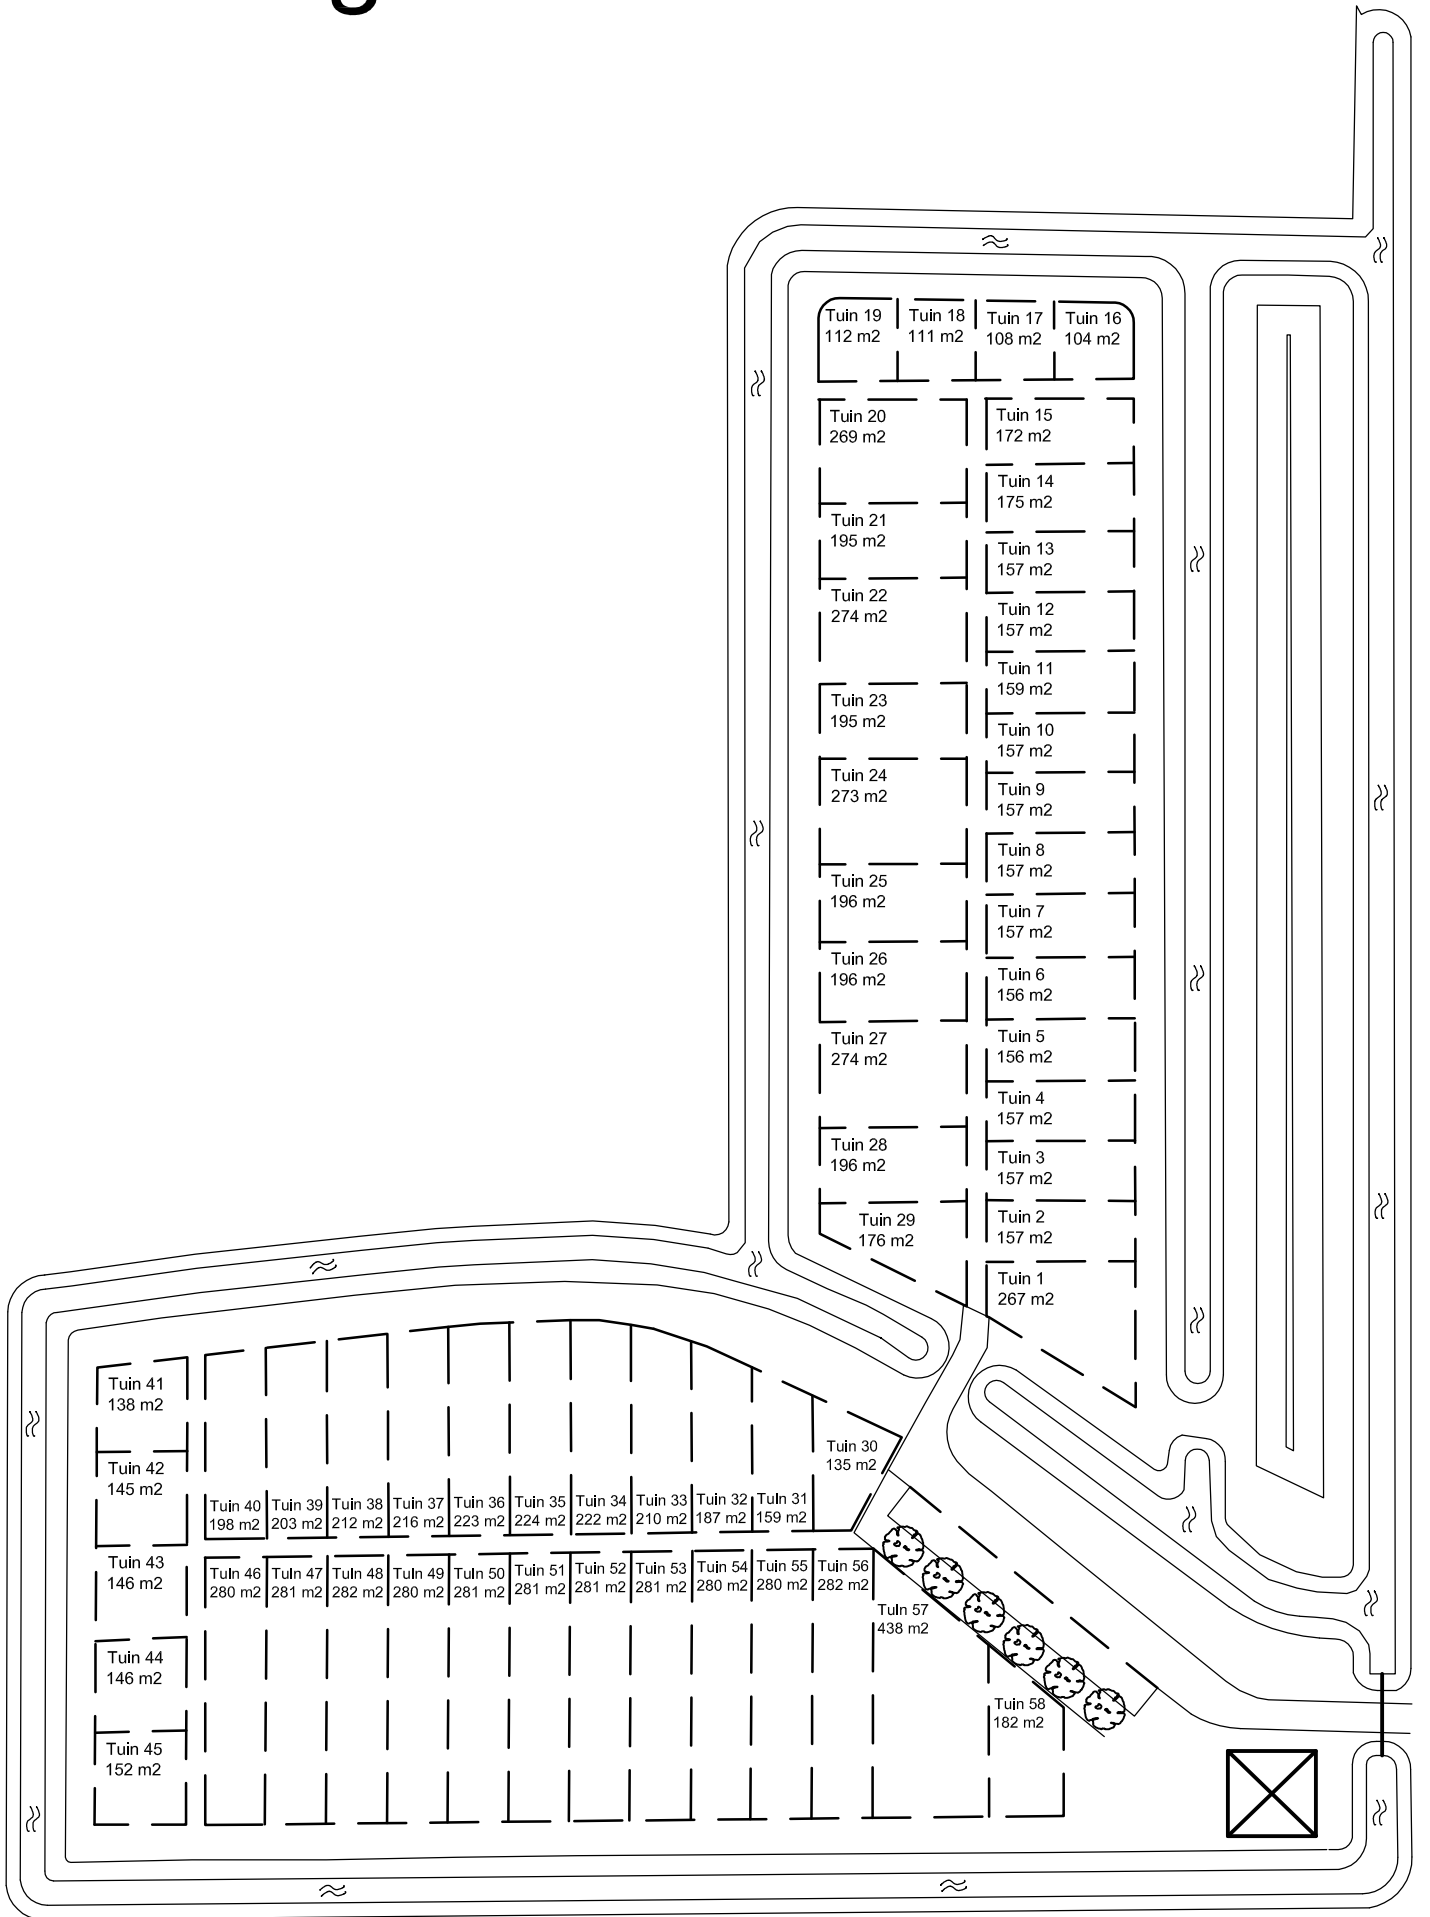 Tuin 19
112 m2
Tuin 18
111 m2
Tuin 17
108 m2
Tuin 16
104 m2
Tuin 20
269 m2
Tuin 15
172 m2
Tuin 14
175 m2
Tuin 21
195 m2
Tuin 13
157 m2
Tuin 22
274 m2
Tuin 12
157 m2
Tuin 11
159 m2
Tuin 23
195 m2
Tuin 10
157 m2
Tuin 24
273 m2
Tuin 9
157 m2
Tuin 8
157 m2
Tuin 25
196 m2
Tuin 7
157 m2
Tuin 26
196 m2
Tuin 6
156 m2
Tuin 27
274 m2
Tuin 5
156 m2
Tuin 4
157 m2
Tuin 28
196 m2
Tuin 3
157 m2
Tuin 29
176 m2
Tuin 2
157 m2
Tuin 1
267 m2
Tuin 41
138 m2
Tuin 42
145 m2
Tuin 43
146 m2
Tuin 44
146 m2
Tuin 45
152 m2
Tuin 40
198 m2
Tuin 39
203 m2
Tuin 38
212 m2
Tuin 37
216 m2
Tuin 36
223 m2
Tuin 35
224 m2
Tuin 34
222 m2
Tuin 33
210 m2
Tuin 32
187 m2
Tuin 31
159 m2
Tuin 30
135 m2
Tuin 46
280 m2
Tuin 47
281 m2
Tuin 48
282 m2
Tuin 49
280 m2
Tuin 50
281 m2
Tuin 51
281 m2
Tuin 52
281 m2
Tuin 53
281 m2
Tuin 54
280 m2
Tuin 55
280 m2
Tuin 56
282 m2
Tuin 57
438 m2
Tuin 58
182 m2